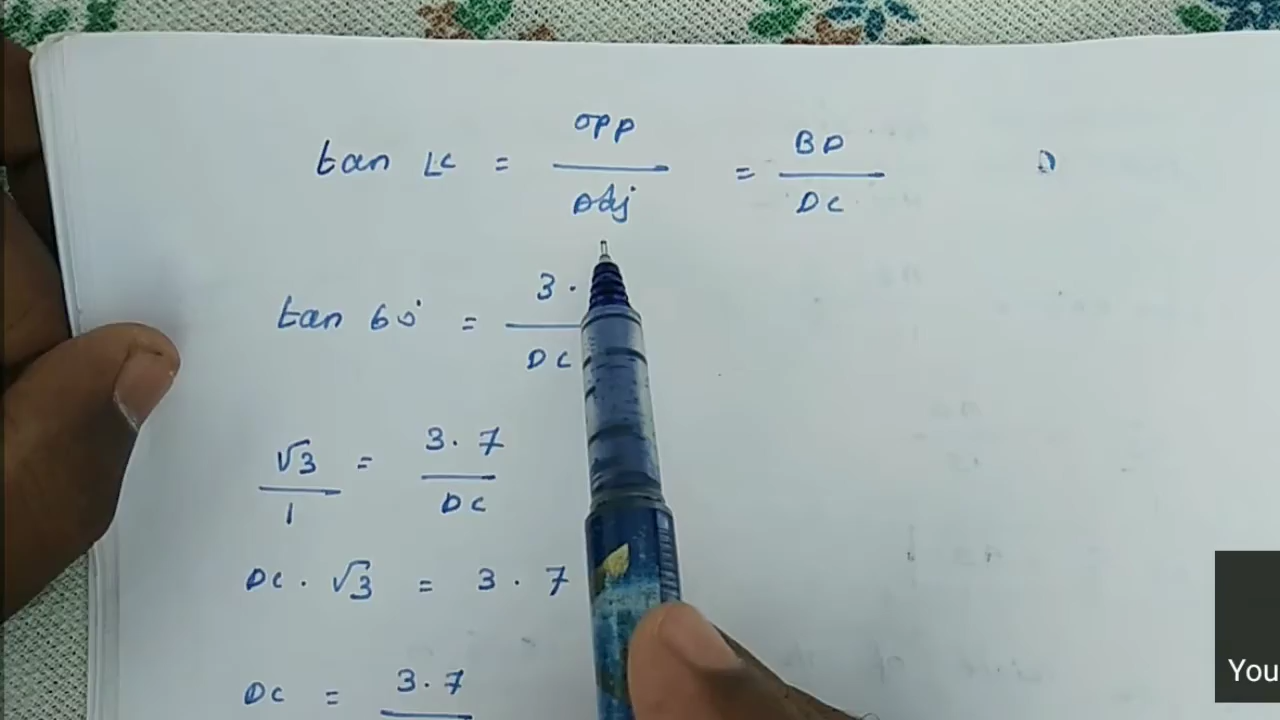 tan ∠C = opp / Adj = BD / DC
tan 60° = 3. / DC
√3 / 1 = 3.7 / DC
DC . √3 = 3.7
DC = 3.7
You